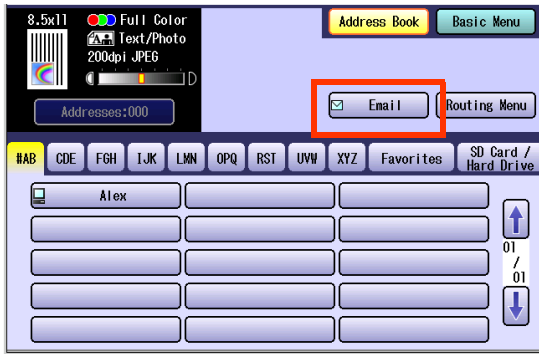 8.5x11 Full Color
Text/Photo
200dpi JPEG
D
Addresses:000
Address Book
Basic Menu
Email
Routing Menu
#AB CDE FGH IJK LMN OPQ RST UVW XYZ Favorites SD Card / Hard Drive
Alex
01
/
01